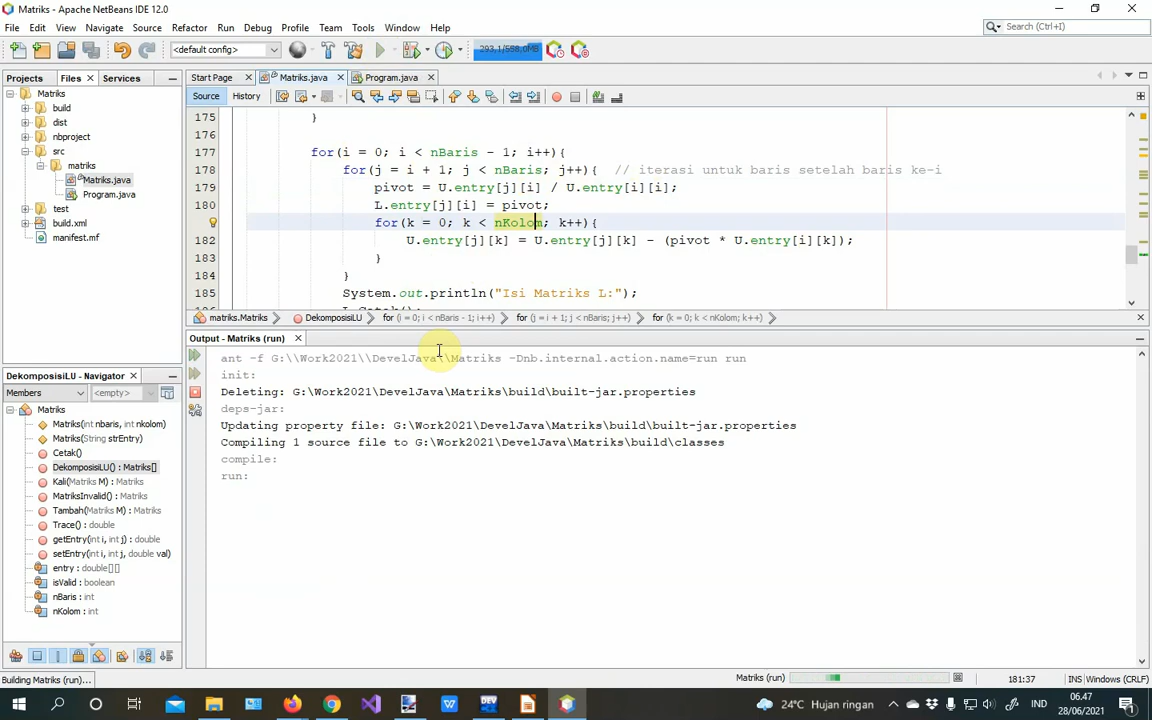 Matriks - Apache NetBeans IDE 12.0
File Edit View Navigate Source Refactor Run Debug Profile Team Tools Window Help
Search (Ctrl+I)
<default config>
293,1/558,0MB
Projects Files Services
Start Page Matriks.java Program.java
Source History
Matriks
build
dist
nbproject
src
matriks
Matriks.java
Program.java
test
build.xml
manifest.mf
175 }
176
177 for(i = 0; i < nBaris - 1; i++){
178 for(j = i + 1; j < nBaris; j++){ // iterasi untuk baris setelah baris ke-i
179 pivot = U.entry[j][i] / U.entry[i][i];
180 L.entry[j][i] = pivot;
for(k = 0; k < nKolom; k++){
182 U.entry[j][k] = U.entry[j][k] - (pivot * U.entry[i][k]);
183 }
184 }
185 System.out.println("Isi Matriks L:");
matriks.Matriks DekomposisiLU for (i = 0; i < nBaris - 1; i++) for (j = i + 1; j < nBaris; j++) for (k = 0; k < nKolom; k++)
Output - Matriks (run)
ant -f G:\\Work2021\\DevelJava\\Matriks -Dnb.internal.action.name=run run
init:
Deleting: G:\Work2021\DevelJava\Matriks\build\built-jar.properties
deps-jar:
Updating property file: G:\Work2021\DevelJava\Matriks\build\built-jar.properties
Compiling 1 source file to G:\Work2021\DevelJava\Matriks\build\classes
compile:
run:
DekomposisiLU - Navigator
Members <empty>
Matriks
Matriks(int nbaris, int nkolom)
Matriks(String strEntry)
Cetak()
DekomposisiLU() : Matriks[]
Kali(Matriks M) : Matriks
MatriksInvalid() : Matriks
Tambah(Matriks M) : Matriks
Trace() : double
getEntry(int i, int j) : double
setEntry(int i, int j, double val)
entry : double[][]
isValid : boolean
nBaris : int
nKolom : int
Building Matriks (run)...
Matriks (run)
181:37 INS Windows (CRLF)
24°C Hujan ringan
IND
06.47
28/06/2021